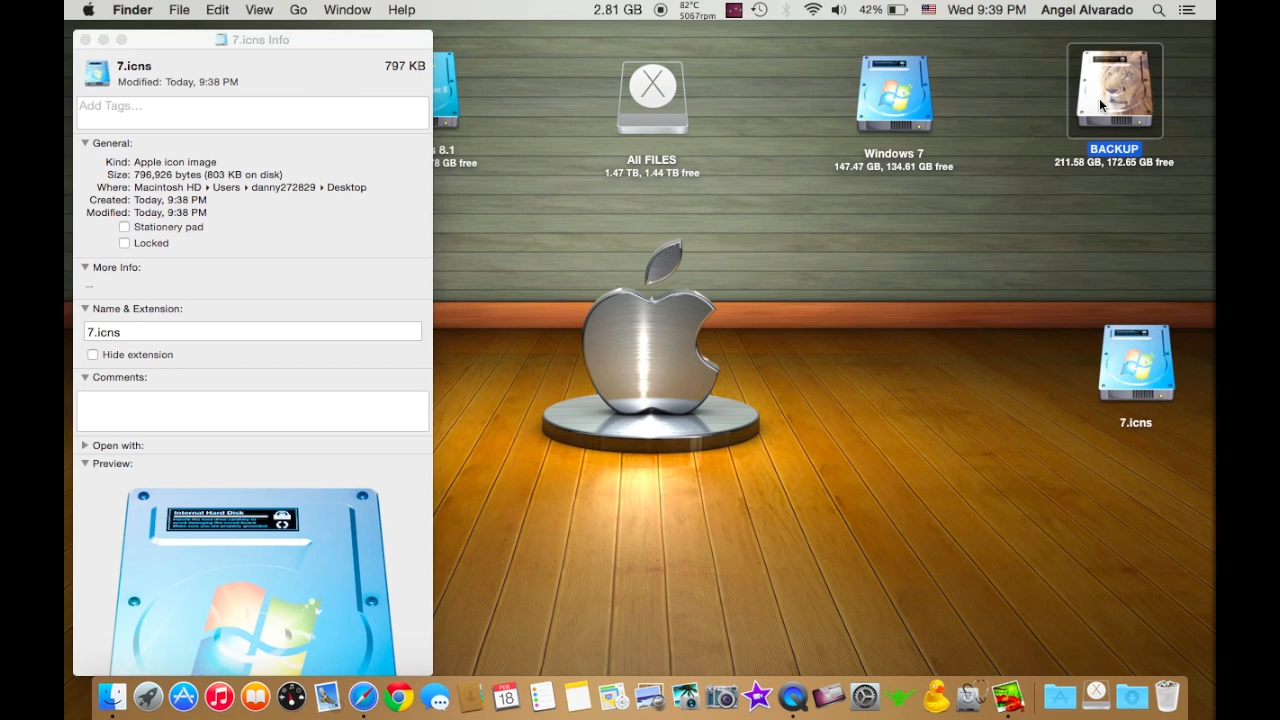 Finder File Edit View Go Window Help 2.81 GB 82°C 5067rpm 42% Wed 9:39 PM Angel Alvarado
7.icns Info
7.icns 797 KB
Modified: Today, 9:38 PM
Add Tags…
General:
Kind: Apple icon image
Size: 796,926 bytes (803 KB on disk)
Where: Macintosh HD ▸ Users ▸ danny272829 ▸ Desktop
Created: Today, 9:38 PM
Modified: Today, 9:38 PM
Stationery pad
Locked
More Info:
--
Name & Extension:
7.icns
Hide extension
Comments:
Open with:
Preview:
Internal Hard Disk
s 8.1
78 GB free
All FILES
1.47 TB, 1.44 TB free
Windows 7
147.47 GB, 134.61 GB free
BACKUP
211.58 GB, 172.65 GB free
7.icns
FEB
18